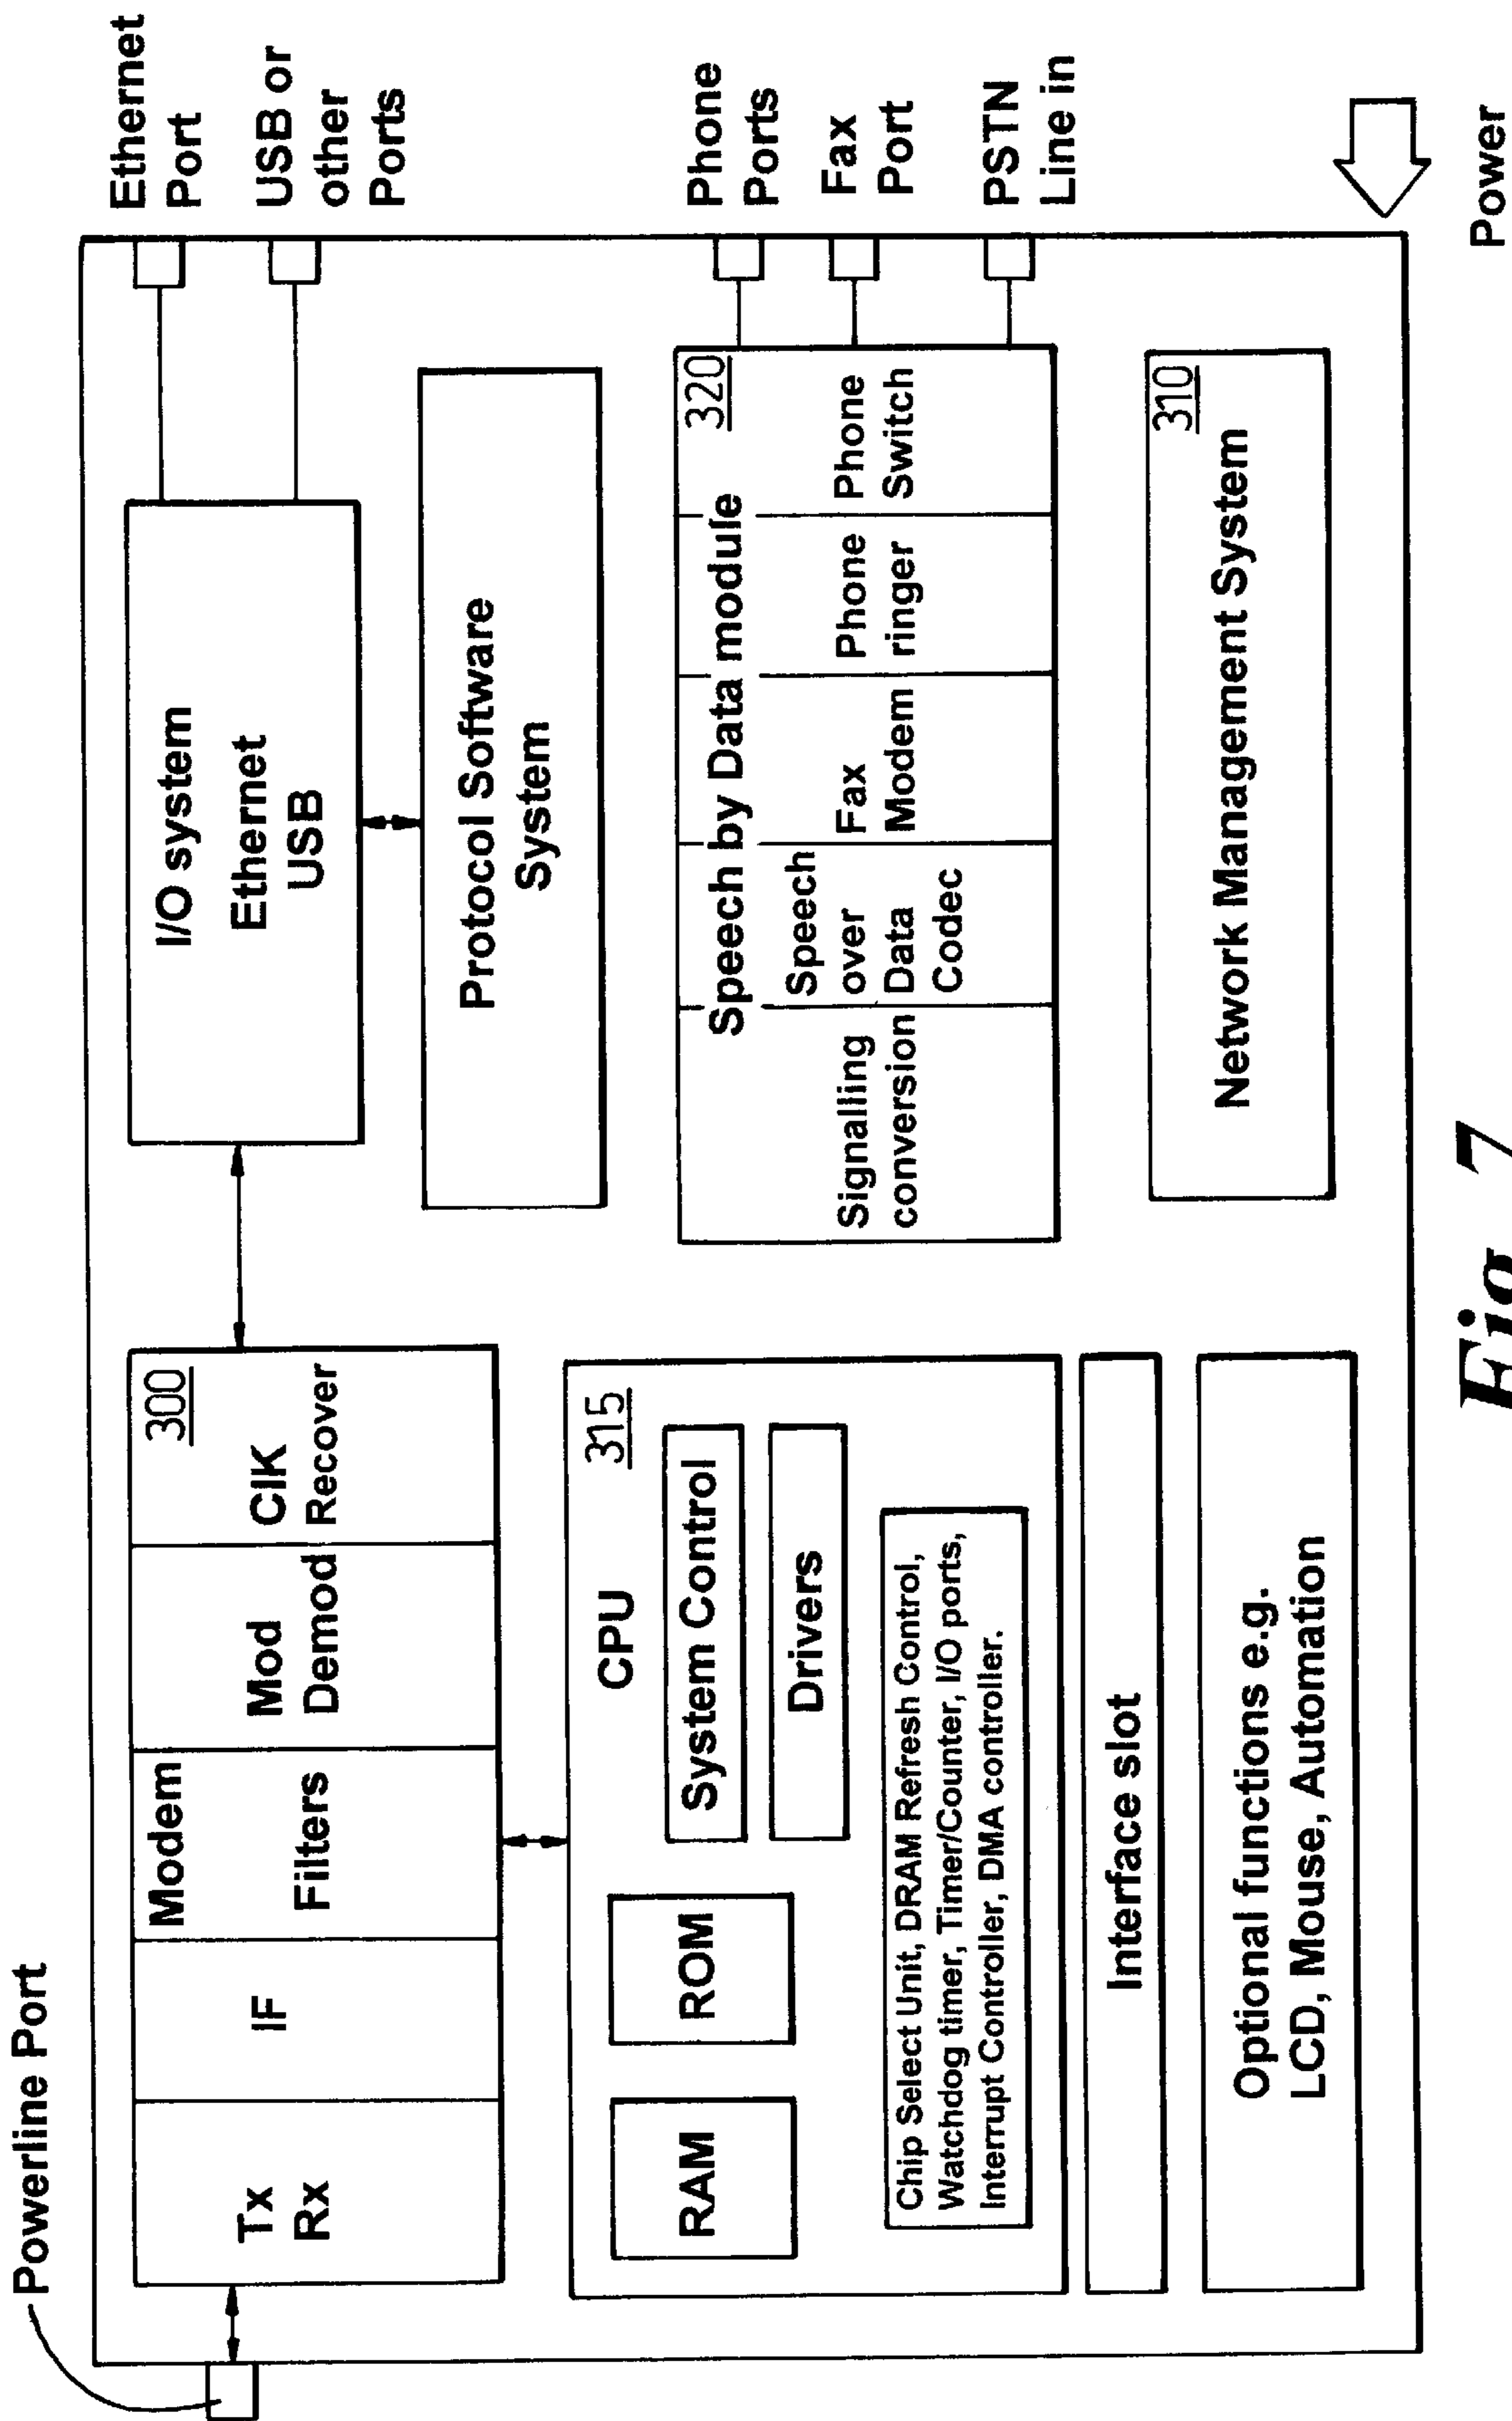 Powerline Port
300
Modem
Tx
Rx
IF
Filters
Mod
Demod
ClK
Recover
I/O system
Ethernet
USB
Ethernet
Port
USB or
other
Ports
Protocol Software
System
315
CPU
RAM
ROM
System Control
Drivers
Chip Select Unit, DRAM Refresh Control,
Watchdog timer, Timer/Counter, I/O ports,
Interrupt Controller, DMA controller.
320
Speech by Data module
Signalling
conversion
Speech
over
Data
Codec
Fax
Modem
Phone
ringer
Phone
Switch
Phone
Ports
Fax
Port
PSTN
Line in
Interface slot
Optional functions e.g.
LCD, Mouse, Automation
310
Network Management System
Power
Fig. 7